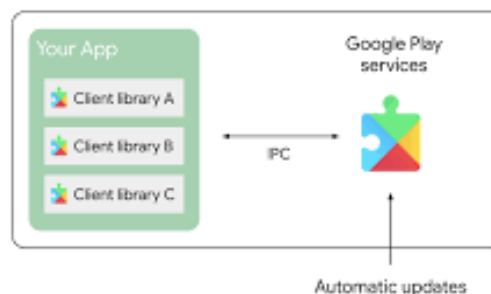 Your App
Client library A
Client library B
Client library C
IPC
Google Play
services
Automatic updates